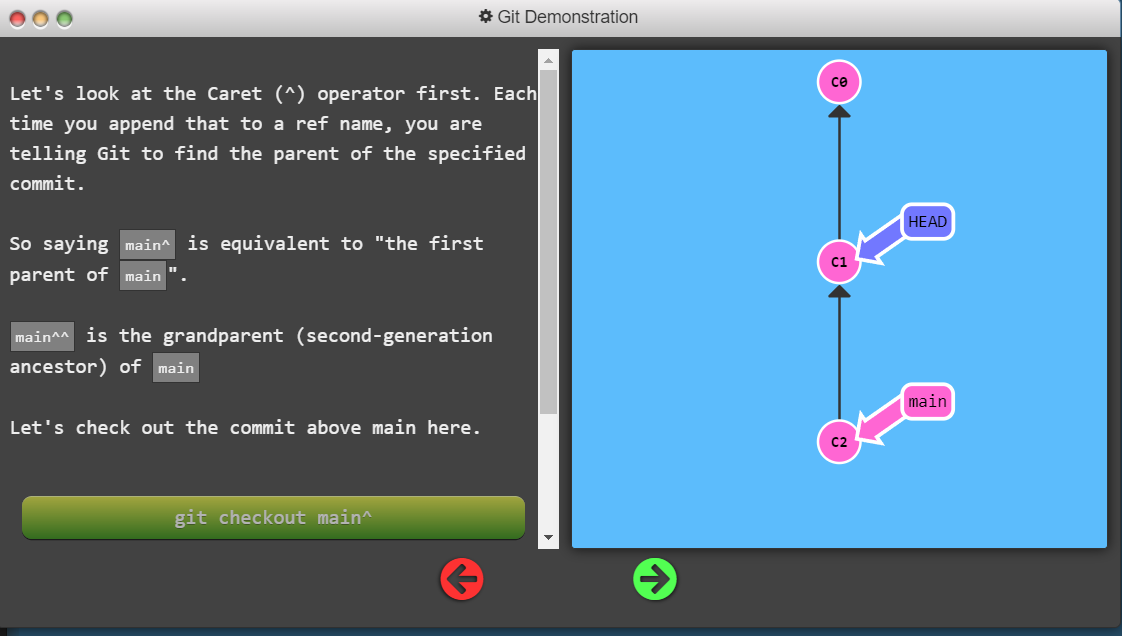 Git Demonstration
Let's look at the Caret (^) operator first. Each
time you append that to a ref name, you are
telling Git to find the parent of the specified
commit.
So saying main^ is equivalent to "the first
parent of main".
main^^ is the grandparent (second-generation
ancestor) of main
Let's check out the commit above main here.
git checkout main^
C0
HEAD
C1
main
C2